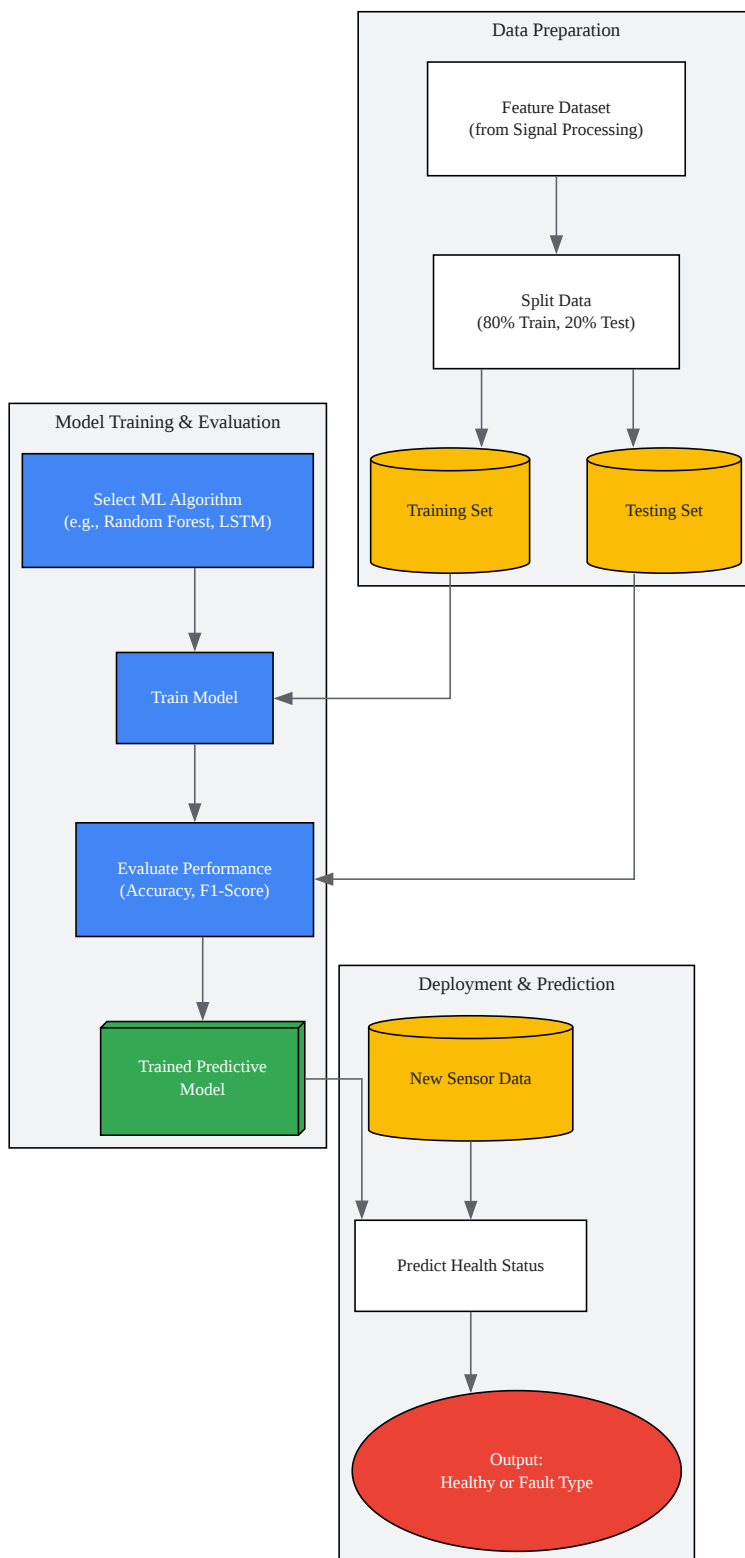 Data Preparation
Feature Dataset
(from Signal Processing)
Split Data
(80% Train, 20% Test)
Training Set
Testing Set
Model Training & Evaluation
Select ML Algorithm
(e.g., Random Forest, LSTM)
Train Model
Evaluate Performance
(Accuracy, F1-Score)
Trained Predictive
Model
Deployment & Prediction
New Sensor Data
Predict Health Status
Output:
Healthy or Fault Type